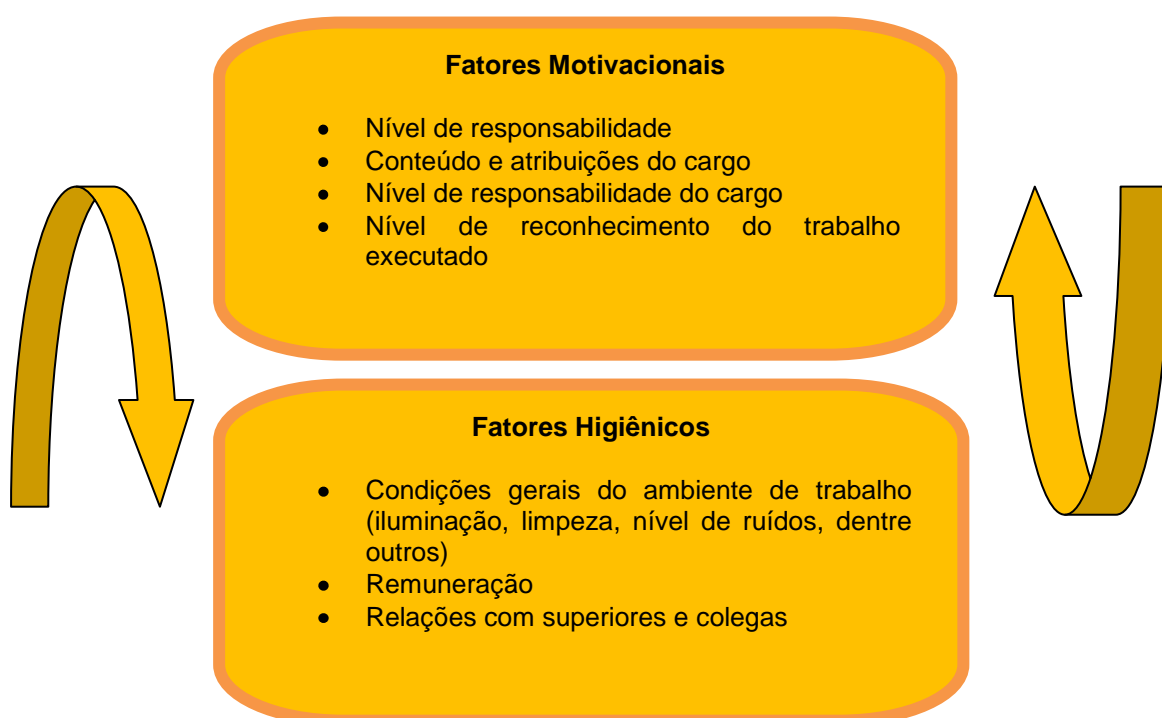 Fatores Motivacionais
• Nível de responsabilidade
• Conteúdo e atribuições do cargo
• Nível de responsabilidade do cargo
• Nível de reconhecimento do trabalho
executado
Fatores Higiênicos
• Condições gerais do ambiente de trabalho
(iluminação, limpeza, nível de ruídos, dentre
outros)
• Remuneração
• Relações com superiores e colegas